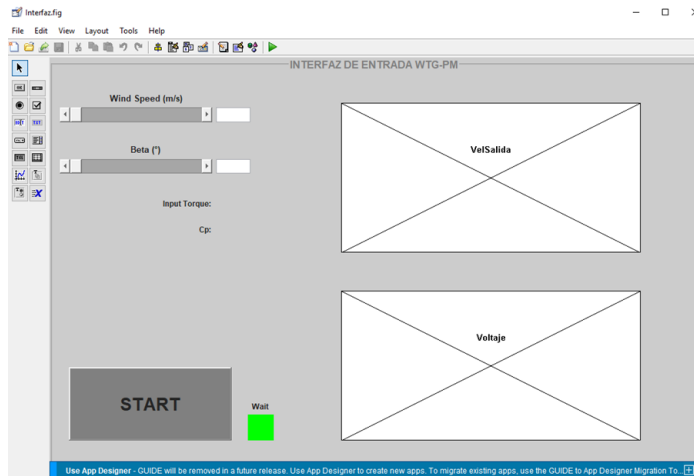 Interfaz.fig
File Edit View Layout Tools Help
INTERFAZ DE ENTRADA WTG-PM
Wind Speed (m/s)
Beta (°)
Input Torque:
Cp:
VelSalida
Voltaje
START
Wait
Use App Designer - GUIDE will be removed in a future release. Use App Designer to create new apps. To migrate existing apps, use the GUIDE to App Designer Migration To...